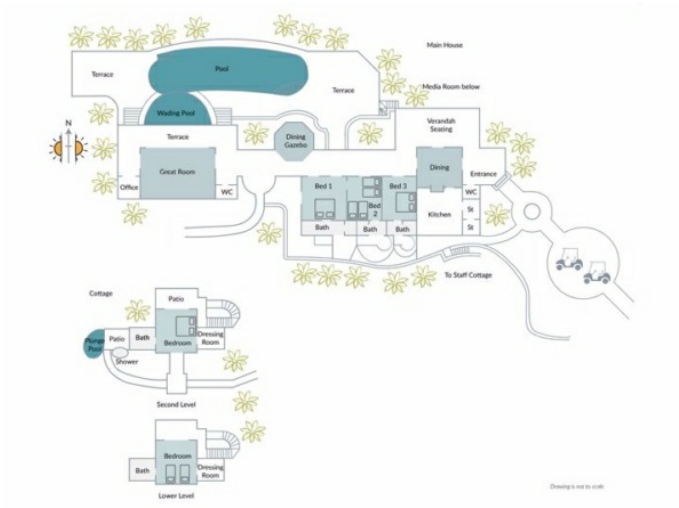 Main House
Pool
Terrace
Terrace
Media Room below
Wading Pool
N
Verandah
Seating
Terrace
Dining
Gazebo
Great Room
Dining
Entrance
Office
WC
Bed 1
Bed
2
Bed 3
WC
Kitchen
St
St
Bath
Bath
Bath
To Staff Cottage
Cottage
Patio
Plunge
Pool
Patio
Bath
Bedroom
Dressing
Room
Shower
Second Level
Bedroom
Bath
Dressing
Room
Lower Level
Drawing is not to scale